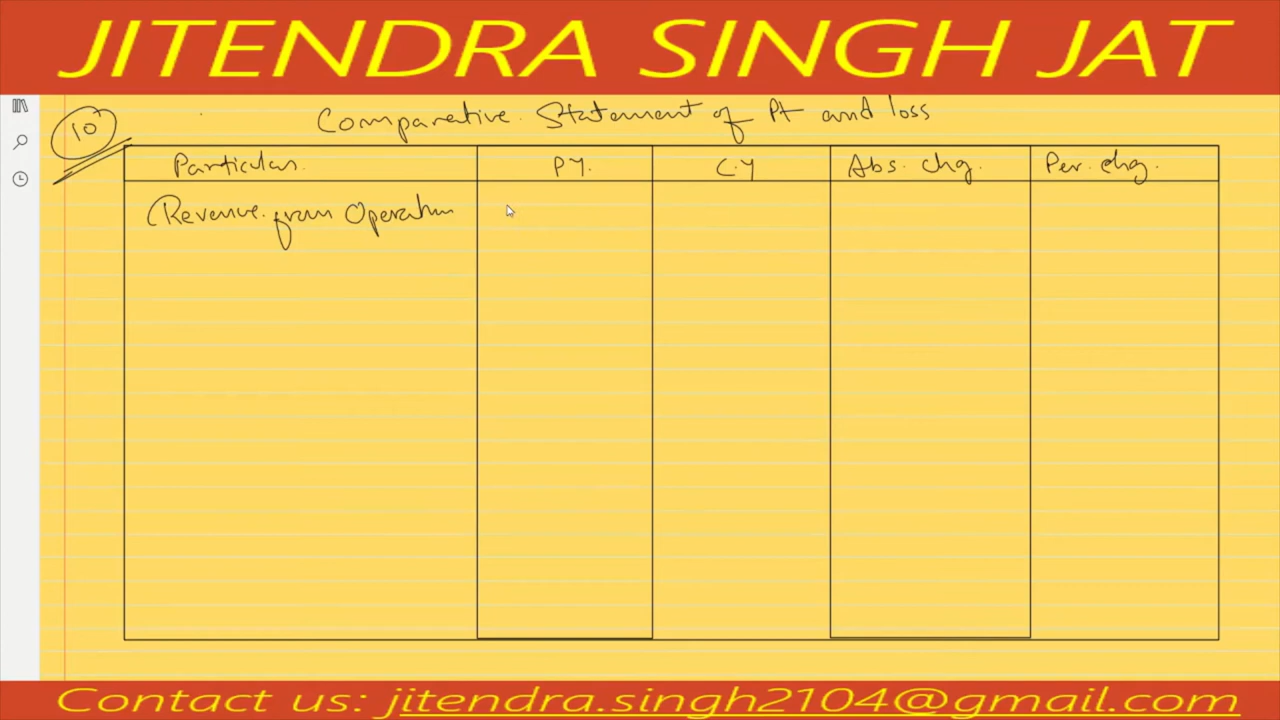 JITENDRA SINGH JAT
10
Comparative Statement of Pt and loss
Particulars. P Y. C.Y Abs. chg. Per. chg.
Revenue from Operation
Contact us: jitendra.singh2104@gmail.com